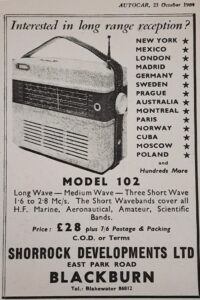 AUTOCAR, 23 October 1964
Interested in long range reception?
NEW YORK ★
MEXICO ★
LONDON ★
MADRID ★
GERMANY ★
SWEDEN ★
PRAGUE ★
AUSTRALIA ★
MONTREAL ★
PARIS ★
NORWAY ★
CUBA ★
MOSCOW ★
POLAND ★
and
Hundreds More
MODEL 102
Long Wave — Medium Wave — Three Short Wave
1·6 to 2·8 Mc/s. The Short Wavebands cover all
H.F. Marine, Aeronautical, Amateur, Scientific
Bands.
Price: £28 plus 7/6 Postage & Packing
C.O.D. or Terms
SHORROCK DEVELOPMENTS LTD
EAST PARK ROAD
BLACKBURN
Tel.: Blakewater 86012